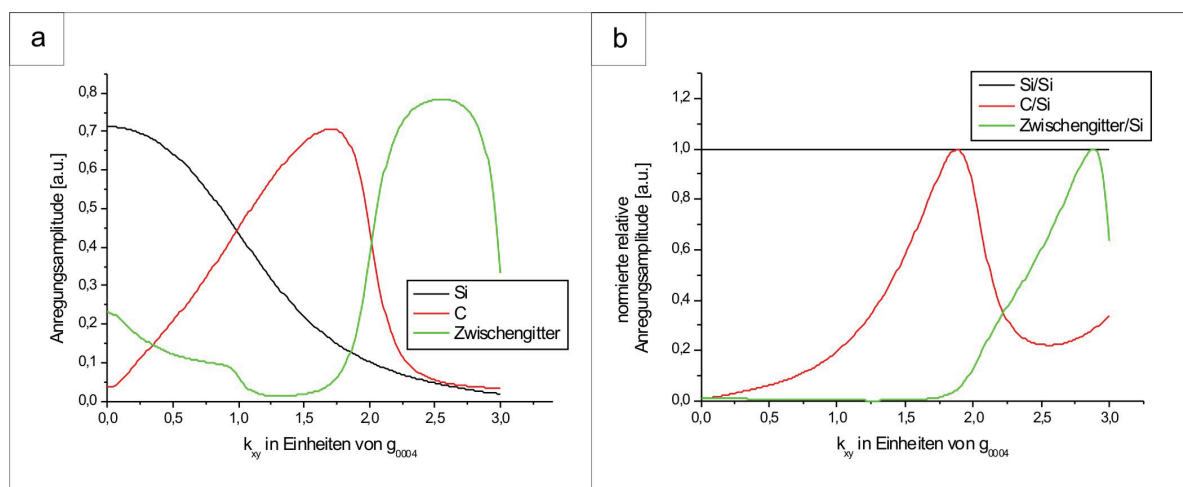 a
0,8
0,7
0,6
0,5
0,4
0,3
0,2
0,1
0,0
Anregungsamplitude [a.u.]
Si
C
Zwischengitter
0,0 0,5 1,0 1,5 2,0 2,5 3,0
kxy in Einheiten von g0004
b
1,2
1,0
0,8
0,6
0,4
0,2
0,0
normierte relative
Anregungsamplitude [a.u.]
Si/Si
C/Si
Zwischengitter/Si
0,0 0,5 1,0 1,5 2,0 2,5 3,0
kxy in Einheiten von g0004